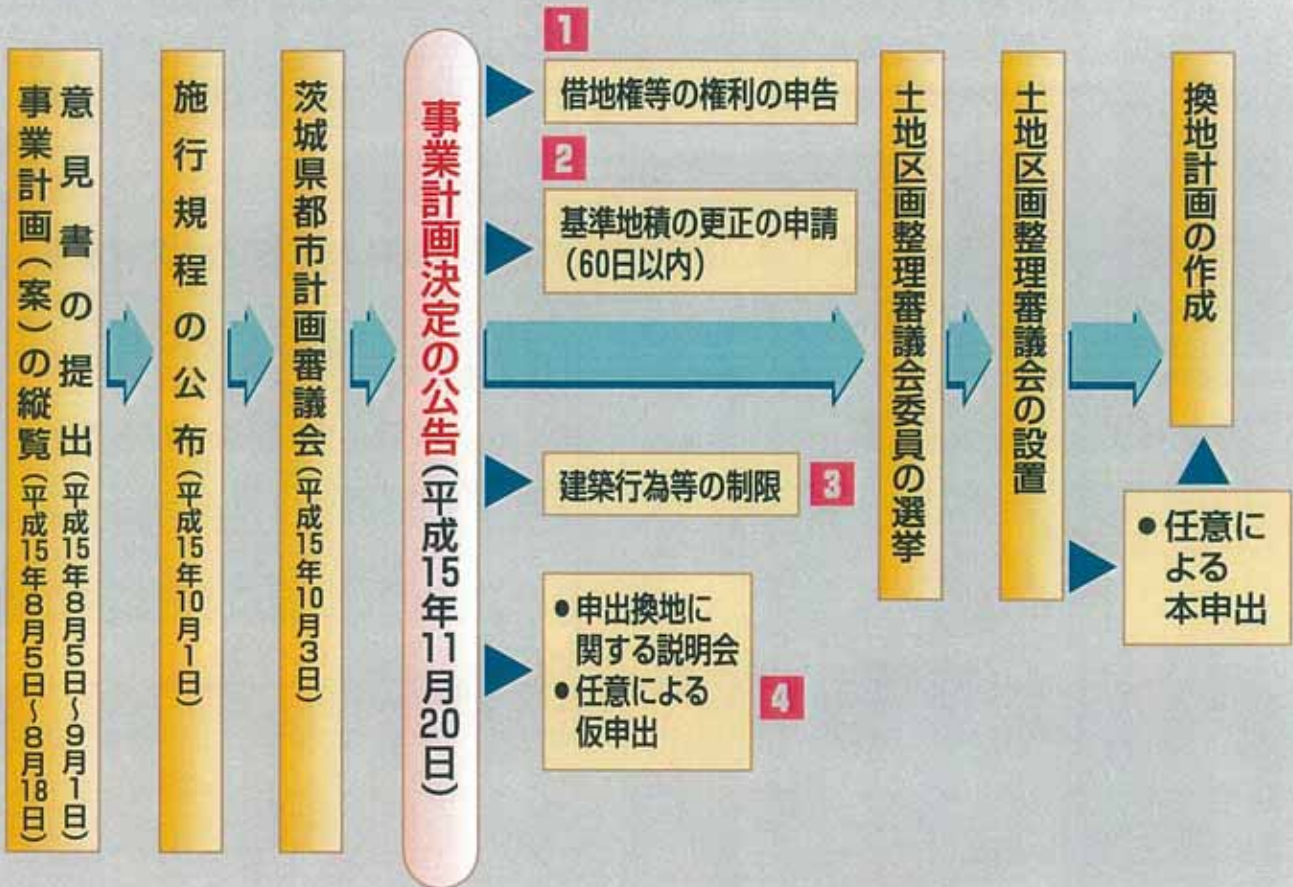 事業計画(案)の縦覧(平成15年8月5日~8月18日)
意見書の提出(平成15年8月5日~9月1日)
施行規程の公布(平成15年10月1日)
茨城県都市計画審議会(平成15年10月3日)
事業計画決定の公告(平成15年11月20日)
1
借地権等の権利の申告
2
基準地積の更正の申請
(60日以内)
建築行為等の制限
3
●申出換地に
関する説明会
●任意による
仮申出
4
土地区画整理審議会委員の選挙
土地区画整理審議会の設置
換地計画の作成
●任意に
よる
本申出